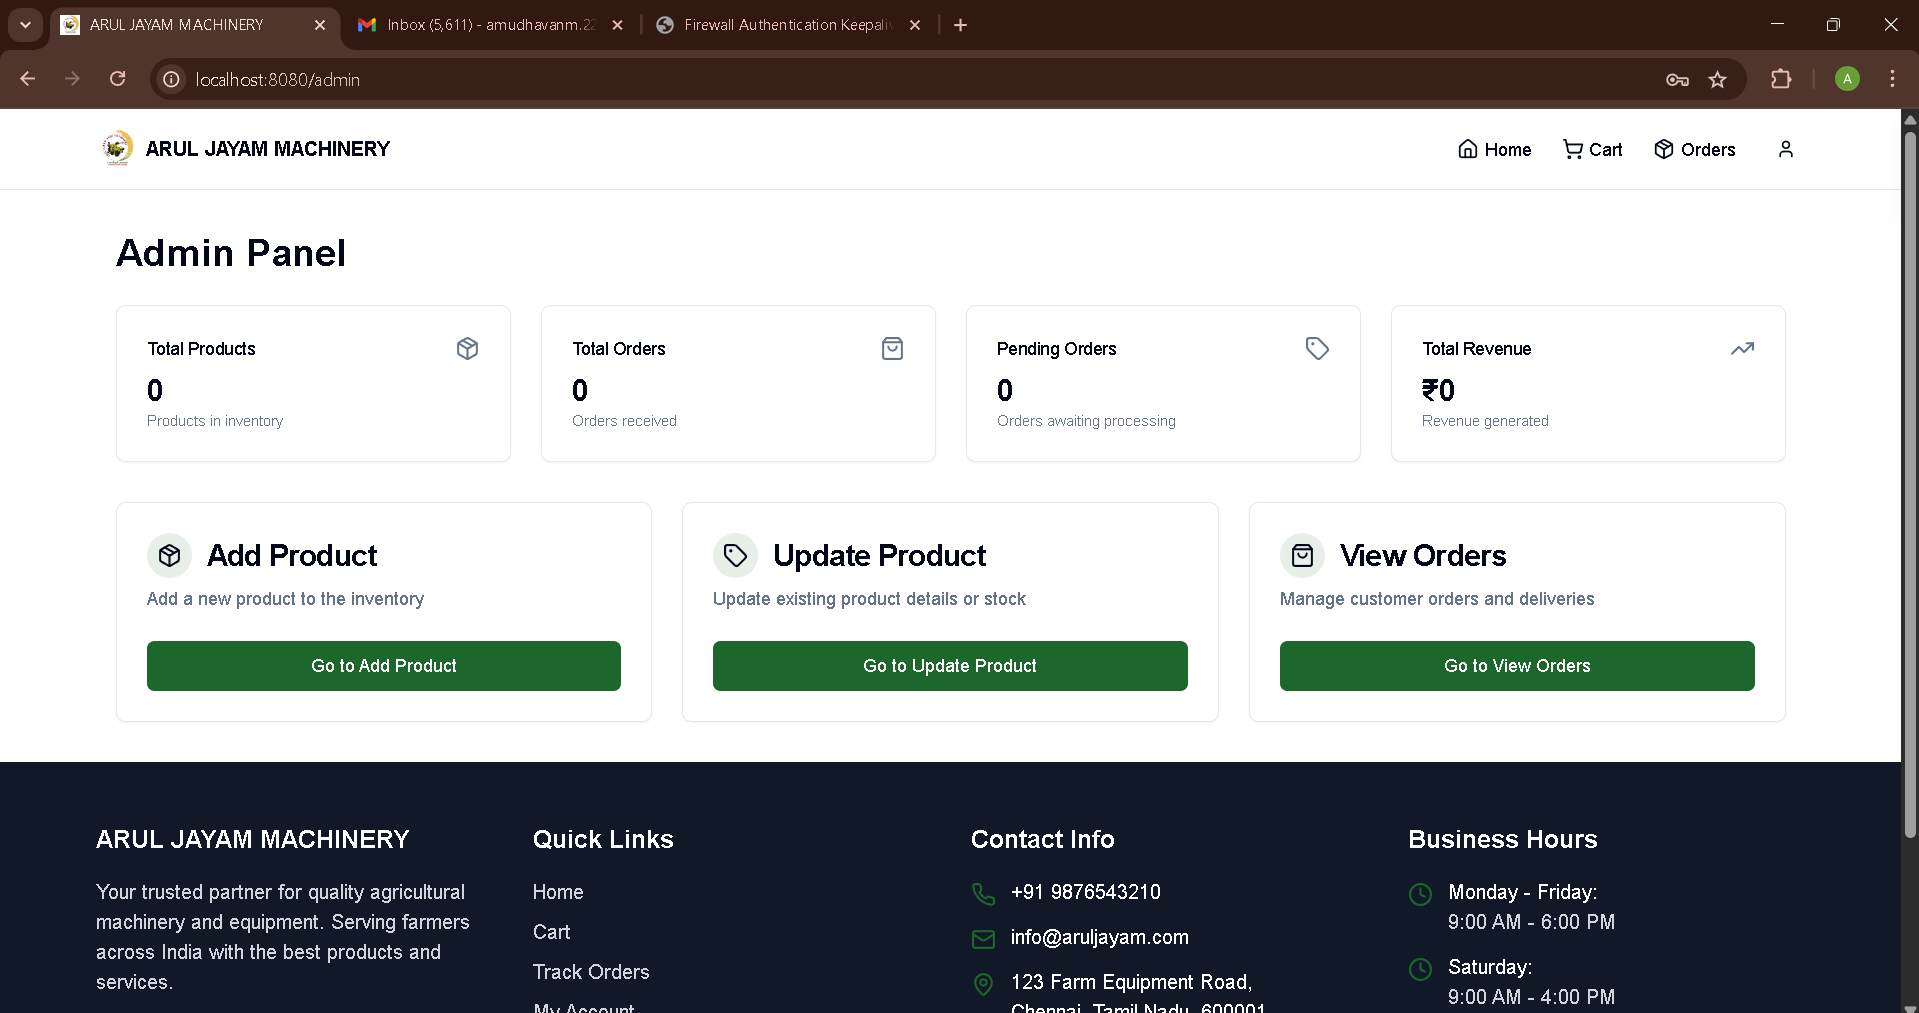 ARUL JAYAM MACHINERY
Inbox (5,611) - amudhavanm.22
Firewall Authentication Keepaliv
localhost:8080/admin
A
ARUL JAYAM MACHINERY
Home
Cart
Orders
Admin Panel
Total Products
0
Products in inventory
Total Orders
0
Orders received
Pending Orders
0
Orders awaiting processing
Total Revenue
₹0
Revenue generated
Add Product
Add a new product to the inventory
Go to Add Product
Update Product
Update existing product details or stock
Go to Update Product
View Orders
Manage customer orders and deliveries
Go to View Orders
ARUL JAYAM MACHINERY
Your trusted partner for quality agricultural
machinery and equipment. Serving farmers
across India with the best products and
services.
Quick Links
Home
Cart
Track Orders
My Account
Contact Info
+91 9876543210
info@aruljayam.com
123 Farm Equipment Road,
Chennai, Tamil Nadu, 600001
Business Hours
Monday - Friday:
9:00 AM - 6:00 PM
Saturday:
9:00 AM - 4:00 PM